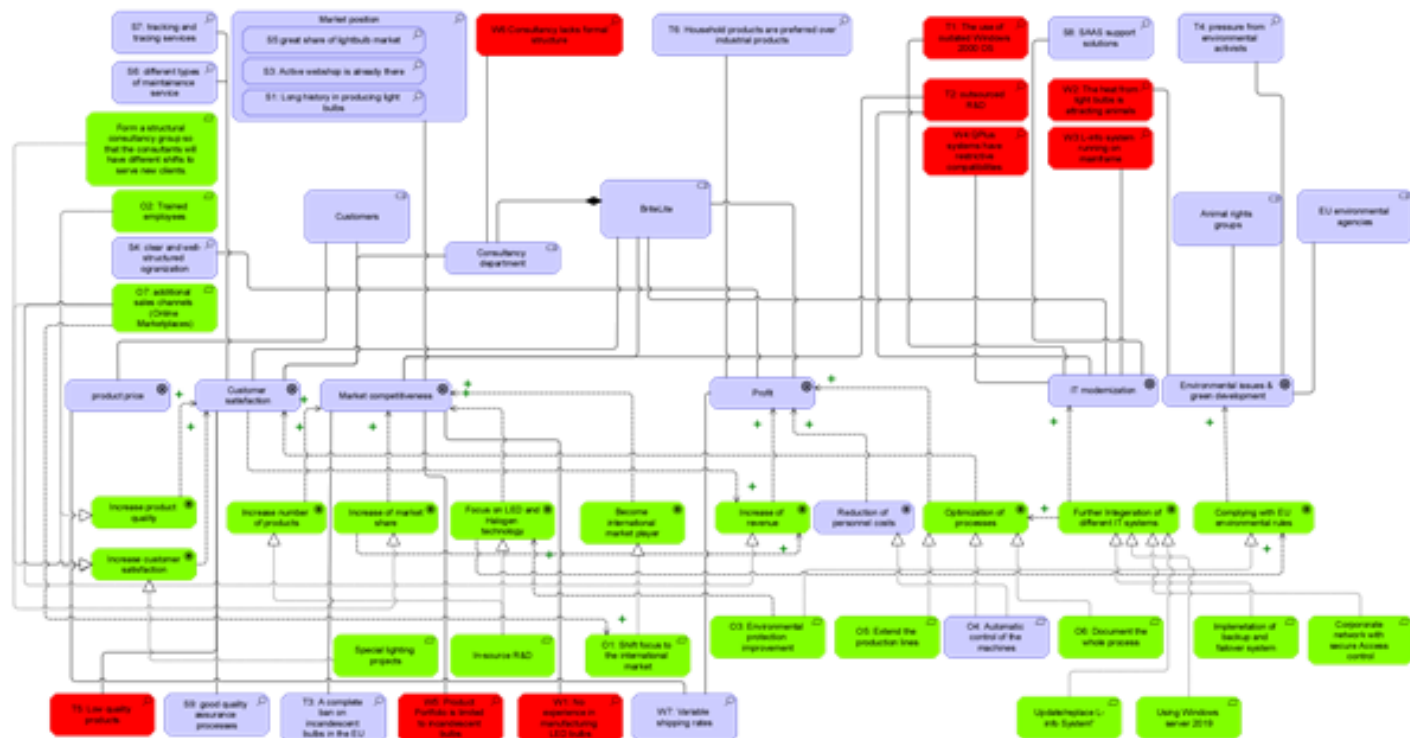 S7: tracking and
tracing services
Market position
S5 great share of lightbulb market
S3: Active webshop is already there
S1: Long history in producing light
bulbs
W6 Consultancy lacks formal
structure
T6: Household products are preferred over
industrial products
T1: The use of
outdated Windows
2000 OS
S8: SAAS support
solutions
T4: pressure from
environmental
activists
S6: different types
of maintainance
service
T2: outsourced
R&D
W2: The heat from
light bulbs is
attracting animals
Form a structural
consultancy group so
that the consultants will
have different shifts to
serve new clients
W4 QPlus
systems have
restrictive
compatibilities
W3 L-info system
running on
mainframe
O2: Trained
employees
Customers
BriteLite
Animal rights
groups
EU environmental
agencies
S4: clear and well-
structured
ogranization
Consultancy
department
O7: additional
sales channels
(Online
Marketplaces)
product price
Customer
satisfaction
Market competitiveness
Profit
IT modernization
Environmental issues &
green development
Increase product
quality
Increase number
of products
Increase of market
share
Focus on LED and
Halogen
technology
Become
international
market player
Increase of
revenue
Reduction of
personnel costs
Optimization of
processes
Further Integeration of
different IT systems
Complying with EU
environmental rules
Increase customer
satisfaction
Special lighting
projects
In-source R&D
O1: Shift focus to
the international
market
O3: Environmental
protection
improvement
O5: Extend the
production lines
O4: Automatic
control of the
machines
O6: Document the
whole process
Implmetation of
backup and
failover system
Corporonate
network with
secure Access
control
T5: Low quality
products
S9: good quality
assurance
processes
T3: A complete
ban on
incandescent
bulbs in the EU
W5: Product
Portfolio is limited
to incandescent
bulbs
W1: No
experience in
manufacturing
LED bulbs
W7: Variable
shipping rates
Update/replace L-
info System"
Using Windows
server 2019